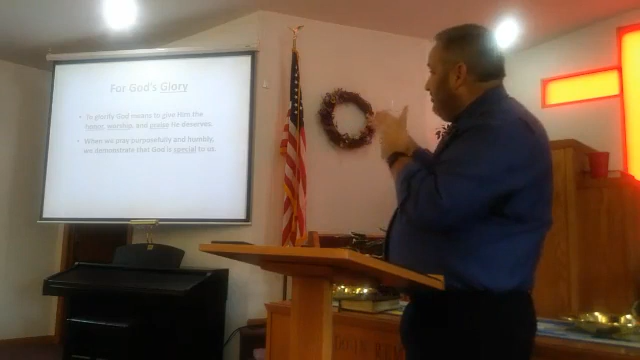 For God's Glory
• To glorify God means to give Him the
honor, worship, and praise He deserves.
• When we pray purposefully and humbly,
we demonstrate that God is special to us.